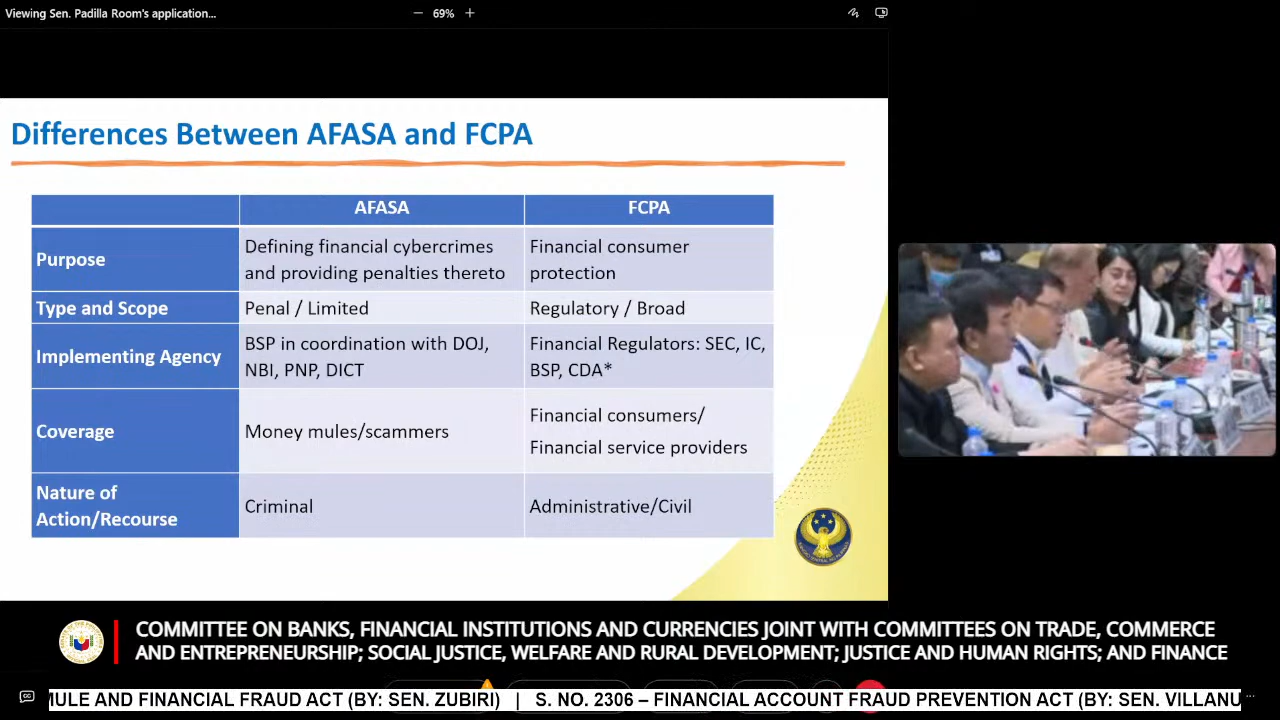 Viewing Sen. Padilla Room's application...
69%
Differences Between AFASA and FCPA
AFASA
FCPA
Purpose
Defining financial cybercrimes
and providing penalties thereto
Financial consumer
protection
Type and Scope
Penal / Limited
Regulatory / Broad
Implementing Agency
BSP in coordination with DOJ,
NBI, PNP, DICT
Financial Regulators: SEC, IC,
BSP, CDA*
Coverage
Money mules/scammers
Financial consumers/
Financial service providers
Nature of
Action/Recourse
Criminal
Administrative/Civil
COMMITTEE ON BANKS, FINANCIAL INSTITUTIONS AND CURRENCIES JOINT WITH COMMITTEES ON TRADE, COMMERCE
AND ENTREPRENEURSHIP; SOCIAL JUSTICE, WELFARE AND RURAL DEVELOPMENT; JUSTICE AND HUMAN RIGHTS; AND FINANCE
MULE AND FINANCIAL FRAUD ACT (BY: SEN. ZUBIRI) | S. NO. 2306 – FINANCIAL ACCOUNT FRAUD PREVENTION ACT (BY: SEN. VILLANU